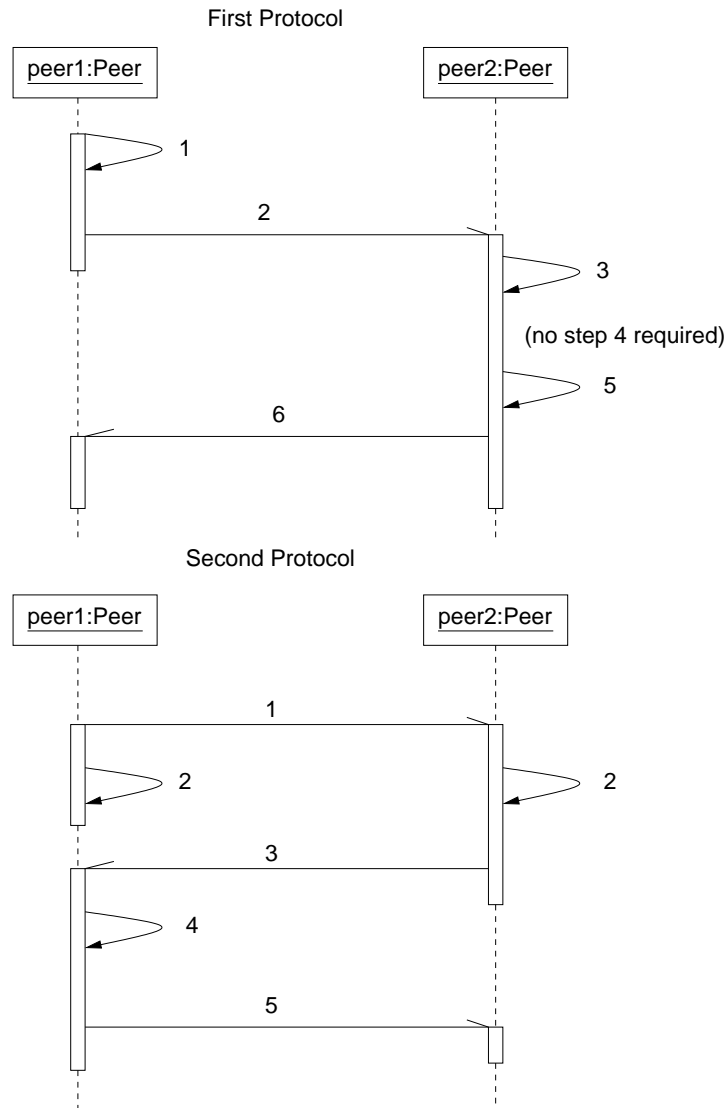 First Protocol
peer1:Peer peer2:Peer
1
2
3
(no step 4 required)
5
6
Second Protocol
peer1:Peer peer2:Peer
1
2 2
3
4
5